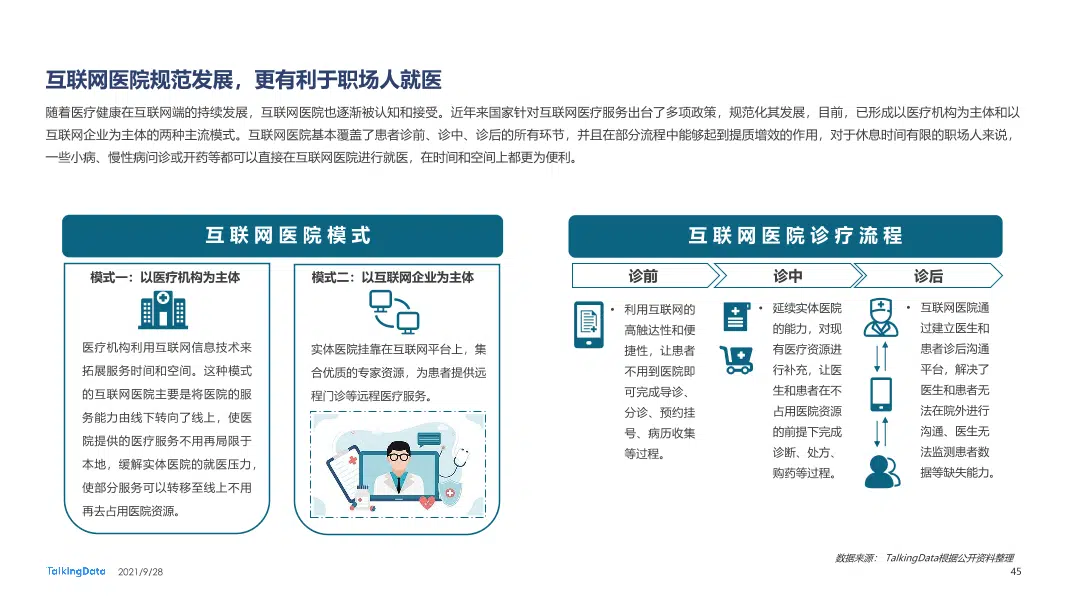 互联网医院规范发展，更有利于职场人就医
随着医疗健康在互联网端的持续发展，互联网医院也逐渐被认知和接受。近年来国家针对互联网医疗服务出台了多项政策，规范化其发展，目前，已形成以医疗机构为主体和以
互联网企业为主体的两种主流模式。互联网医院基本覆盖了患者诊前、诊中、诊后的所有环节，并且在部分流程中能够起到提质增效的作用，对于休息时间有限的职场人来说，
一些小病、慢性病问诊或开药等都可以直接在互联网医院进行就医，在时间和空间上都更为便利。
互联网医院模式
模式一：以医疗机构为主体
医疗机构利用互联网信息技术来
拓展服务时间和空间。这种模式
的互联网医院主要是将医院的服
务能力由线下转向了线上，使医
院提供的医疗服务不用再局限于
本地，缓解实体医院的就医压力，
使部分服务可以转移至线上不用
再去占用医院资源。
模式二：以互联网企业为主体
实体医院挂靠在互联网平台上，集
合优质的专家资源，为患者提供远
程门诊等远程医疗服务。
互联网医院诊疗流程
诊前
• 利用互联网的
高触达性和便
捷性，让患者
不用到医院即
可完成导诊、
分诊、预约挂
号、病历收集
等过程。
诊中
• 延续实体医院
的能力，对现
有医疗资源进
行补充，让医
生和患者在不
占用医院资源
的前提下完成
诊断、处方、
购药等过程。
诊后
• 互联网医院通
过建立医生和
患者诊后沟通
平台，解决了
医生和患者无
法在院外进行
沟通、医生无
法监测患者数
据等缺失能力。
数据来源： TalkingData根据公开资料整理
TalkingData 2021/9/28
45